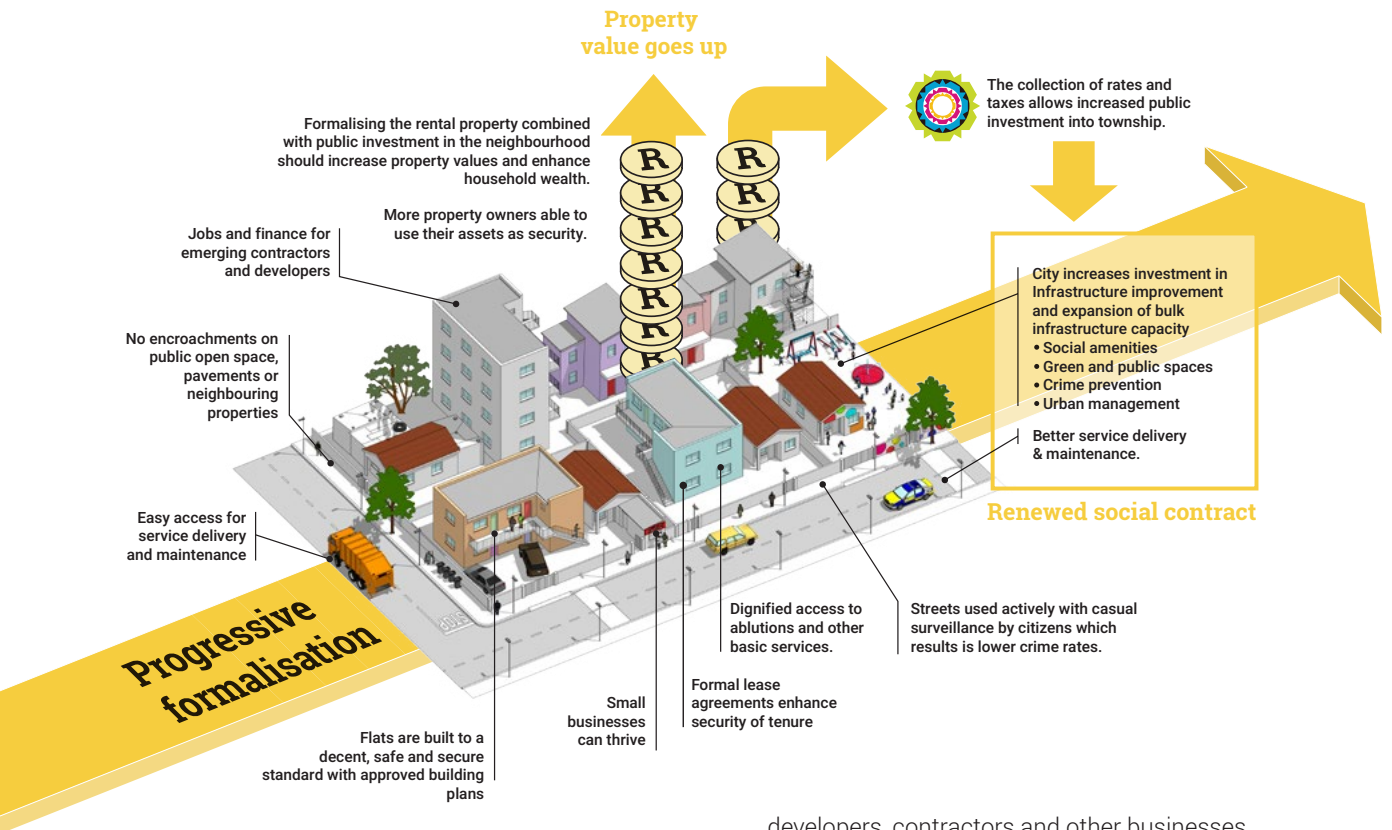 Property
value goes up
The collection of rates and
taxes allows increased public
investment into township.
Formalising the rental property combined
with public investment in the neighbourhood
should increase property values and enhance
household wealth.
More property owners able to
use their assets as security.
Jobs and finance for
emerging contractors
and developers
No encroachments on
public open space,
pavements or
neighbouring
properties
Easy access for
service delivery
and maintenance
R
R
R
R
R
R
R
R
R
R
City increases investment in
Infrastructure improvement
and expansion of bulk
infrastructure capacity
• Social amenities
• Green and public spaces
• Crime prevention
• Urban management
Better service delivery
& maintenance.
Renewed social contract
STOP
Progressive
formalisation
Flats are built to a
decent, safe and secure
standard with approved building
plans
Small
businesses
can thrive
Formal lease
agreements enhance
security of tenure
Dignified access to
ablutions and other
basic services.
Streets used actively with casual
surveillance by citizens which
results is lower crime rates.
developers, contractors and other businesses